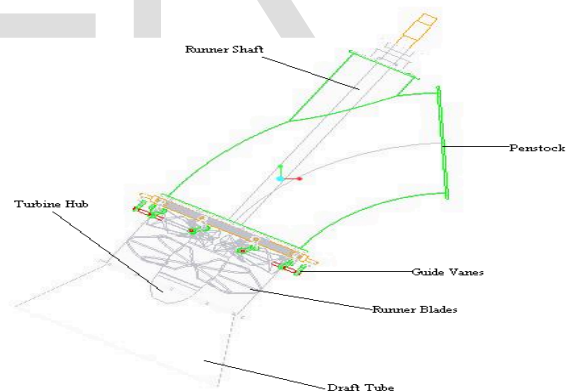 Runner Shaft
Penstock
Turbine Hub
Guide Vanes
Runner Blades
Draft Tube